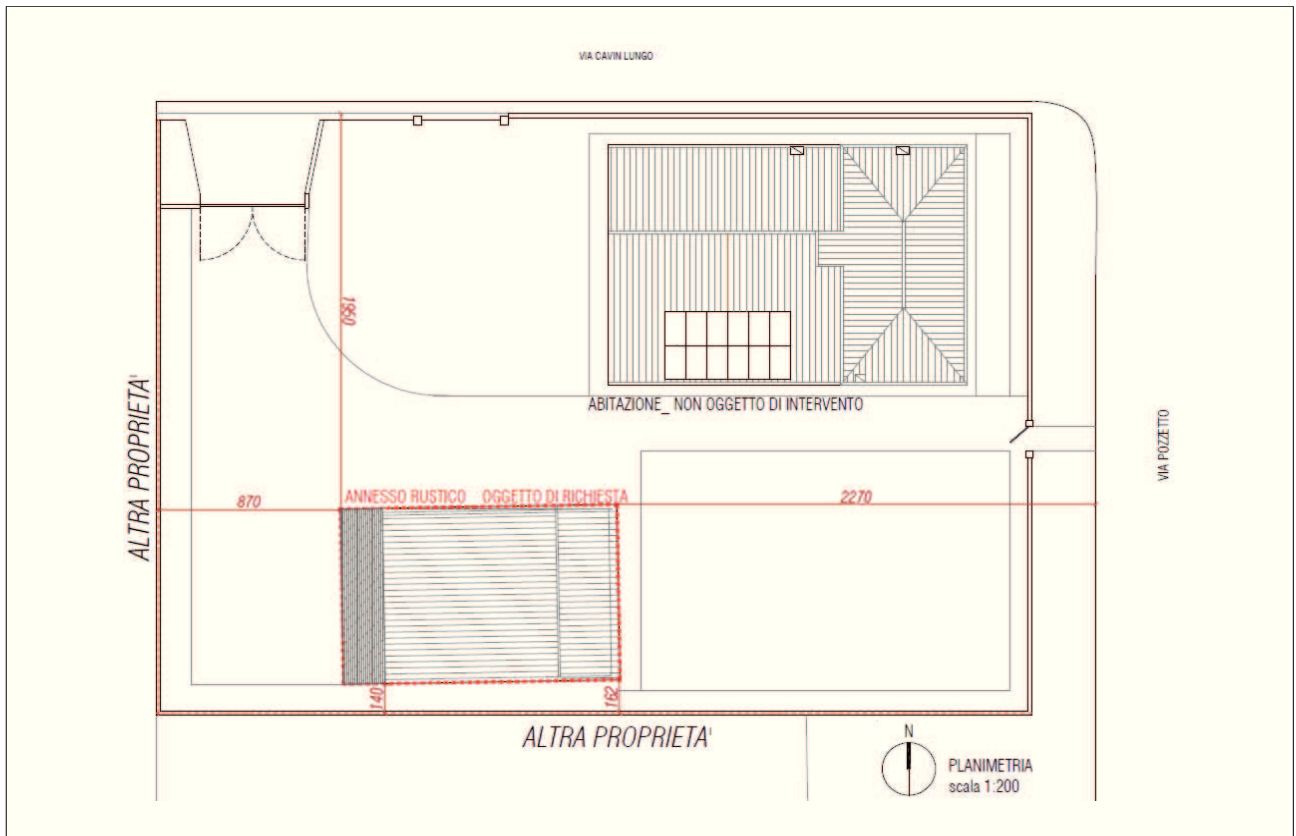 VIA CAVIN LUNGO
1950
ALTRA PROPRIETA'
ABITAZIONE_ NON OGGETTO DI INTERVENTO
VIA POZZETTO
870
ANNESSO RUSTICO OGGETTO DI RICHIESTA
2270
140
162
ALTRA PROPRIETA'
N
PLANIMETRIA
scala 1:200